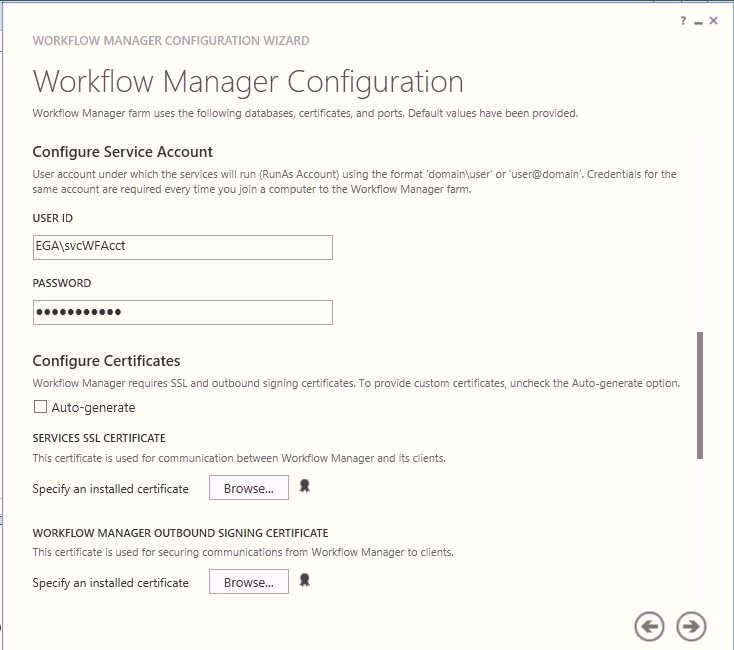 ?
WORKFLOW MANAGER CONFIGURATION WIZARD
Workflow Manager Configuration
Workflow Manager farm uses the following databases, certificates, and ports. Default values have been provided.
Configure Service Account
User account under which the services will run (RunAs Account) using the format 'domain\user' or 'user@domain'. Credentials for the
same account are required every time you join a computer to the Workflow Manager farm.
USER ID
EGA\svcWFAcct
PASSWORD
●●●●●●●●●●●
Configure Certificates
Workflow Manager requires SSL and outbound signing certificates. To provide custom certificates, uncheck the Auto-generate option.
Auto-generate
SERVICES SSL CERTIFICATE
This certificate is used for communication between Workflow Manager and its clients.
Specify an installed certificate Browse...
WORKFLOW MANAGER OUTBOUND SIGNING CERTIFICATE
This certificate is used for securing communications from Workflow Manager to clients.
Specify an installed certificate Browse...